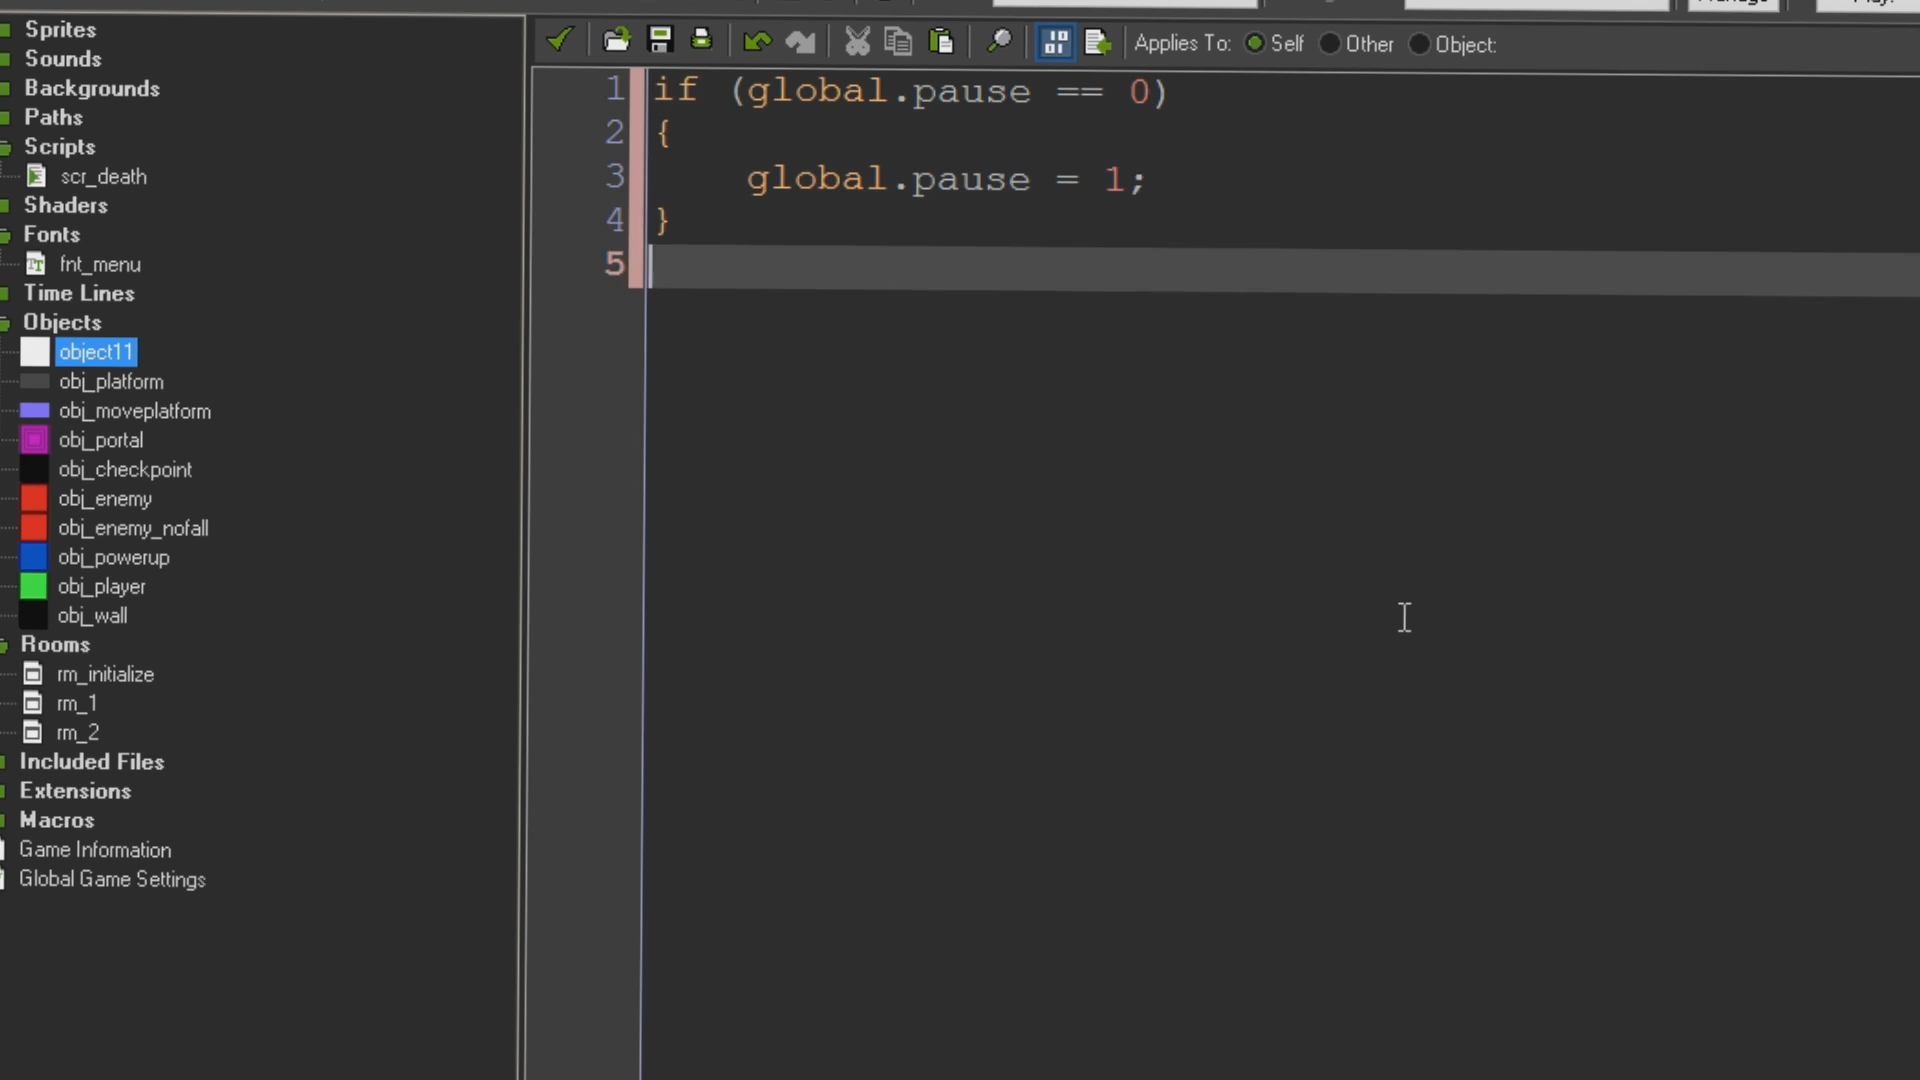 Sprites
Sounds
Backgrounds
Paths
Scripts
scr_death
Shaders
Fonts
fnt_menu
Time Lines
Objects
object11
obj_platform
obj_moveplatform
obj_portal
obj_checkpoint
obj_enemy
obj_enemy_nofall
obj_powerup
obj_player
obj_wall
Rooms
rm_initialize
rm_1
rm_2
Included Files
Extensions
Macros
Game Information
Global Game Settings
Applies To: Self Other Object:
1 if (global.pause == 0)
2 {
3 global.pause = 1;
4 }
5